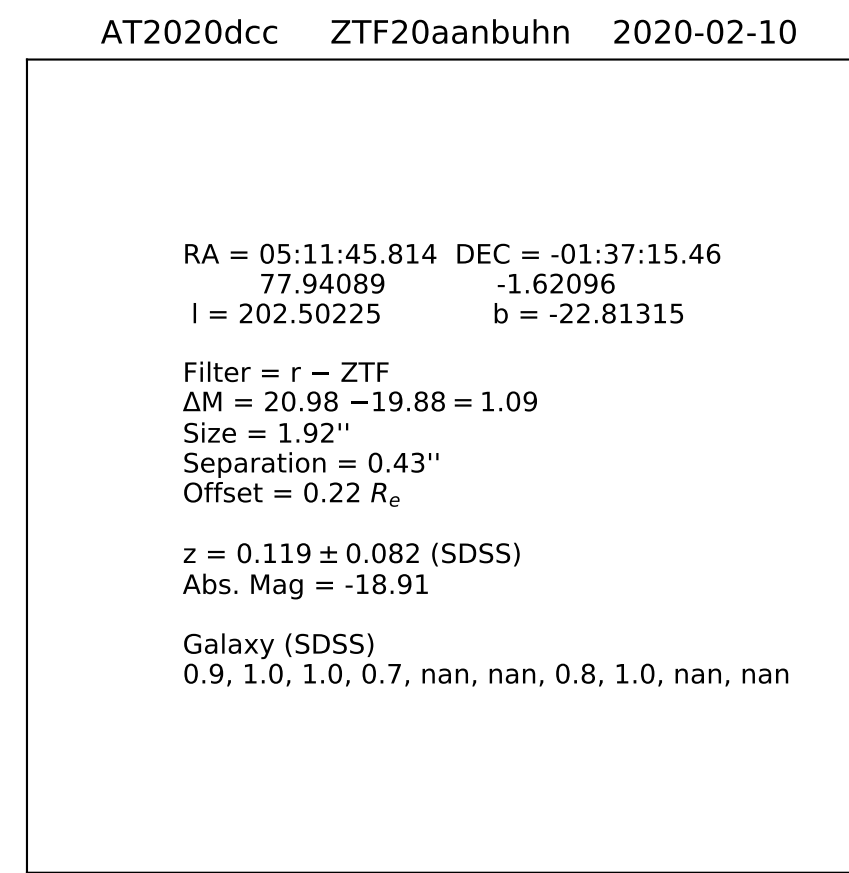 AT2020dcc ZTF20aanbuhn 2020-02-10
RA = 05:11:45.814 DEC = -01:37:15.46
77.94089 -1.62096
l = 202.50225 b = -22.81315
Filter = r − ZTF
ΔM = 20.98 −19.88 = 1.09
Size = 1.92''
Separation = 0.43''
Offset = 0.22 Rₑ
z = 0.119 ± 0.082 (SDSS)
Abs. Mag = -18.91
Galaxy (SDSS)
0.9, 1.0, 1.0, 0.7, nan, nan, 0.8, 1.0, nan, nan